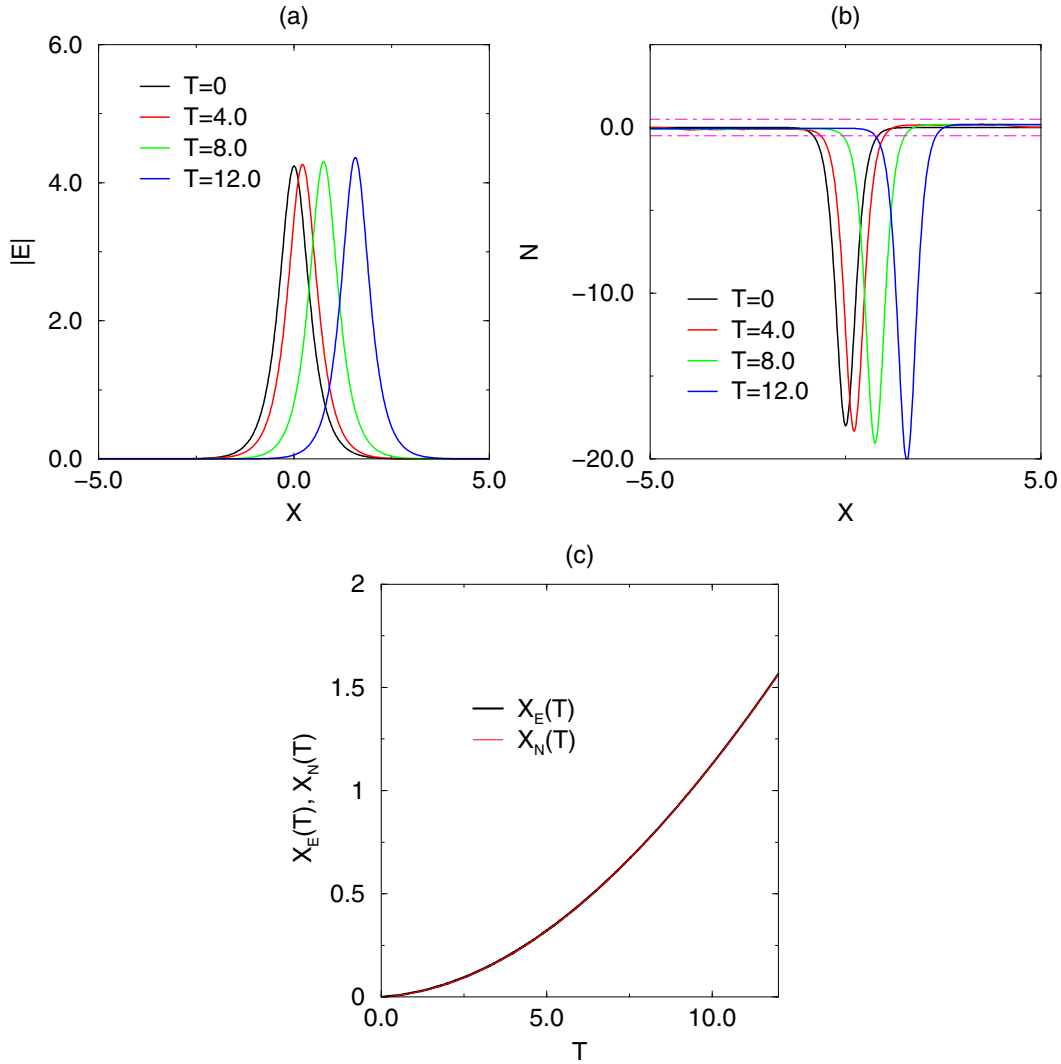 (a)
6.0
4.0
2.0
0.0
|E|
T=0
T=4.0
T=8.0
T=12.0
−5.0
0.0
5.0
X
(b)
0.0
−10.0
−20.0
N
T=0
T=4.0
T=8.0
T=12.0
−5.0
5.0
X
(c)
2
1.5
1
0.5
0
X_E(T), X_N(T)
X_E(T)
X_N(T)
0.0
5.0
10.0
T